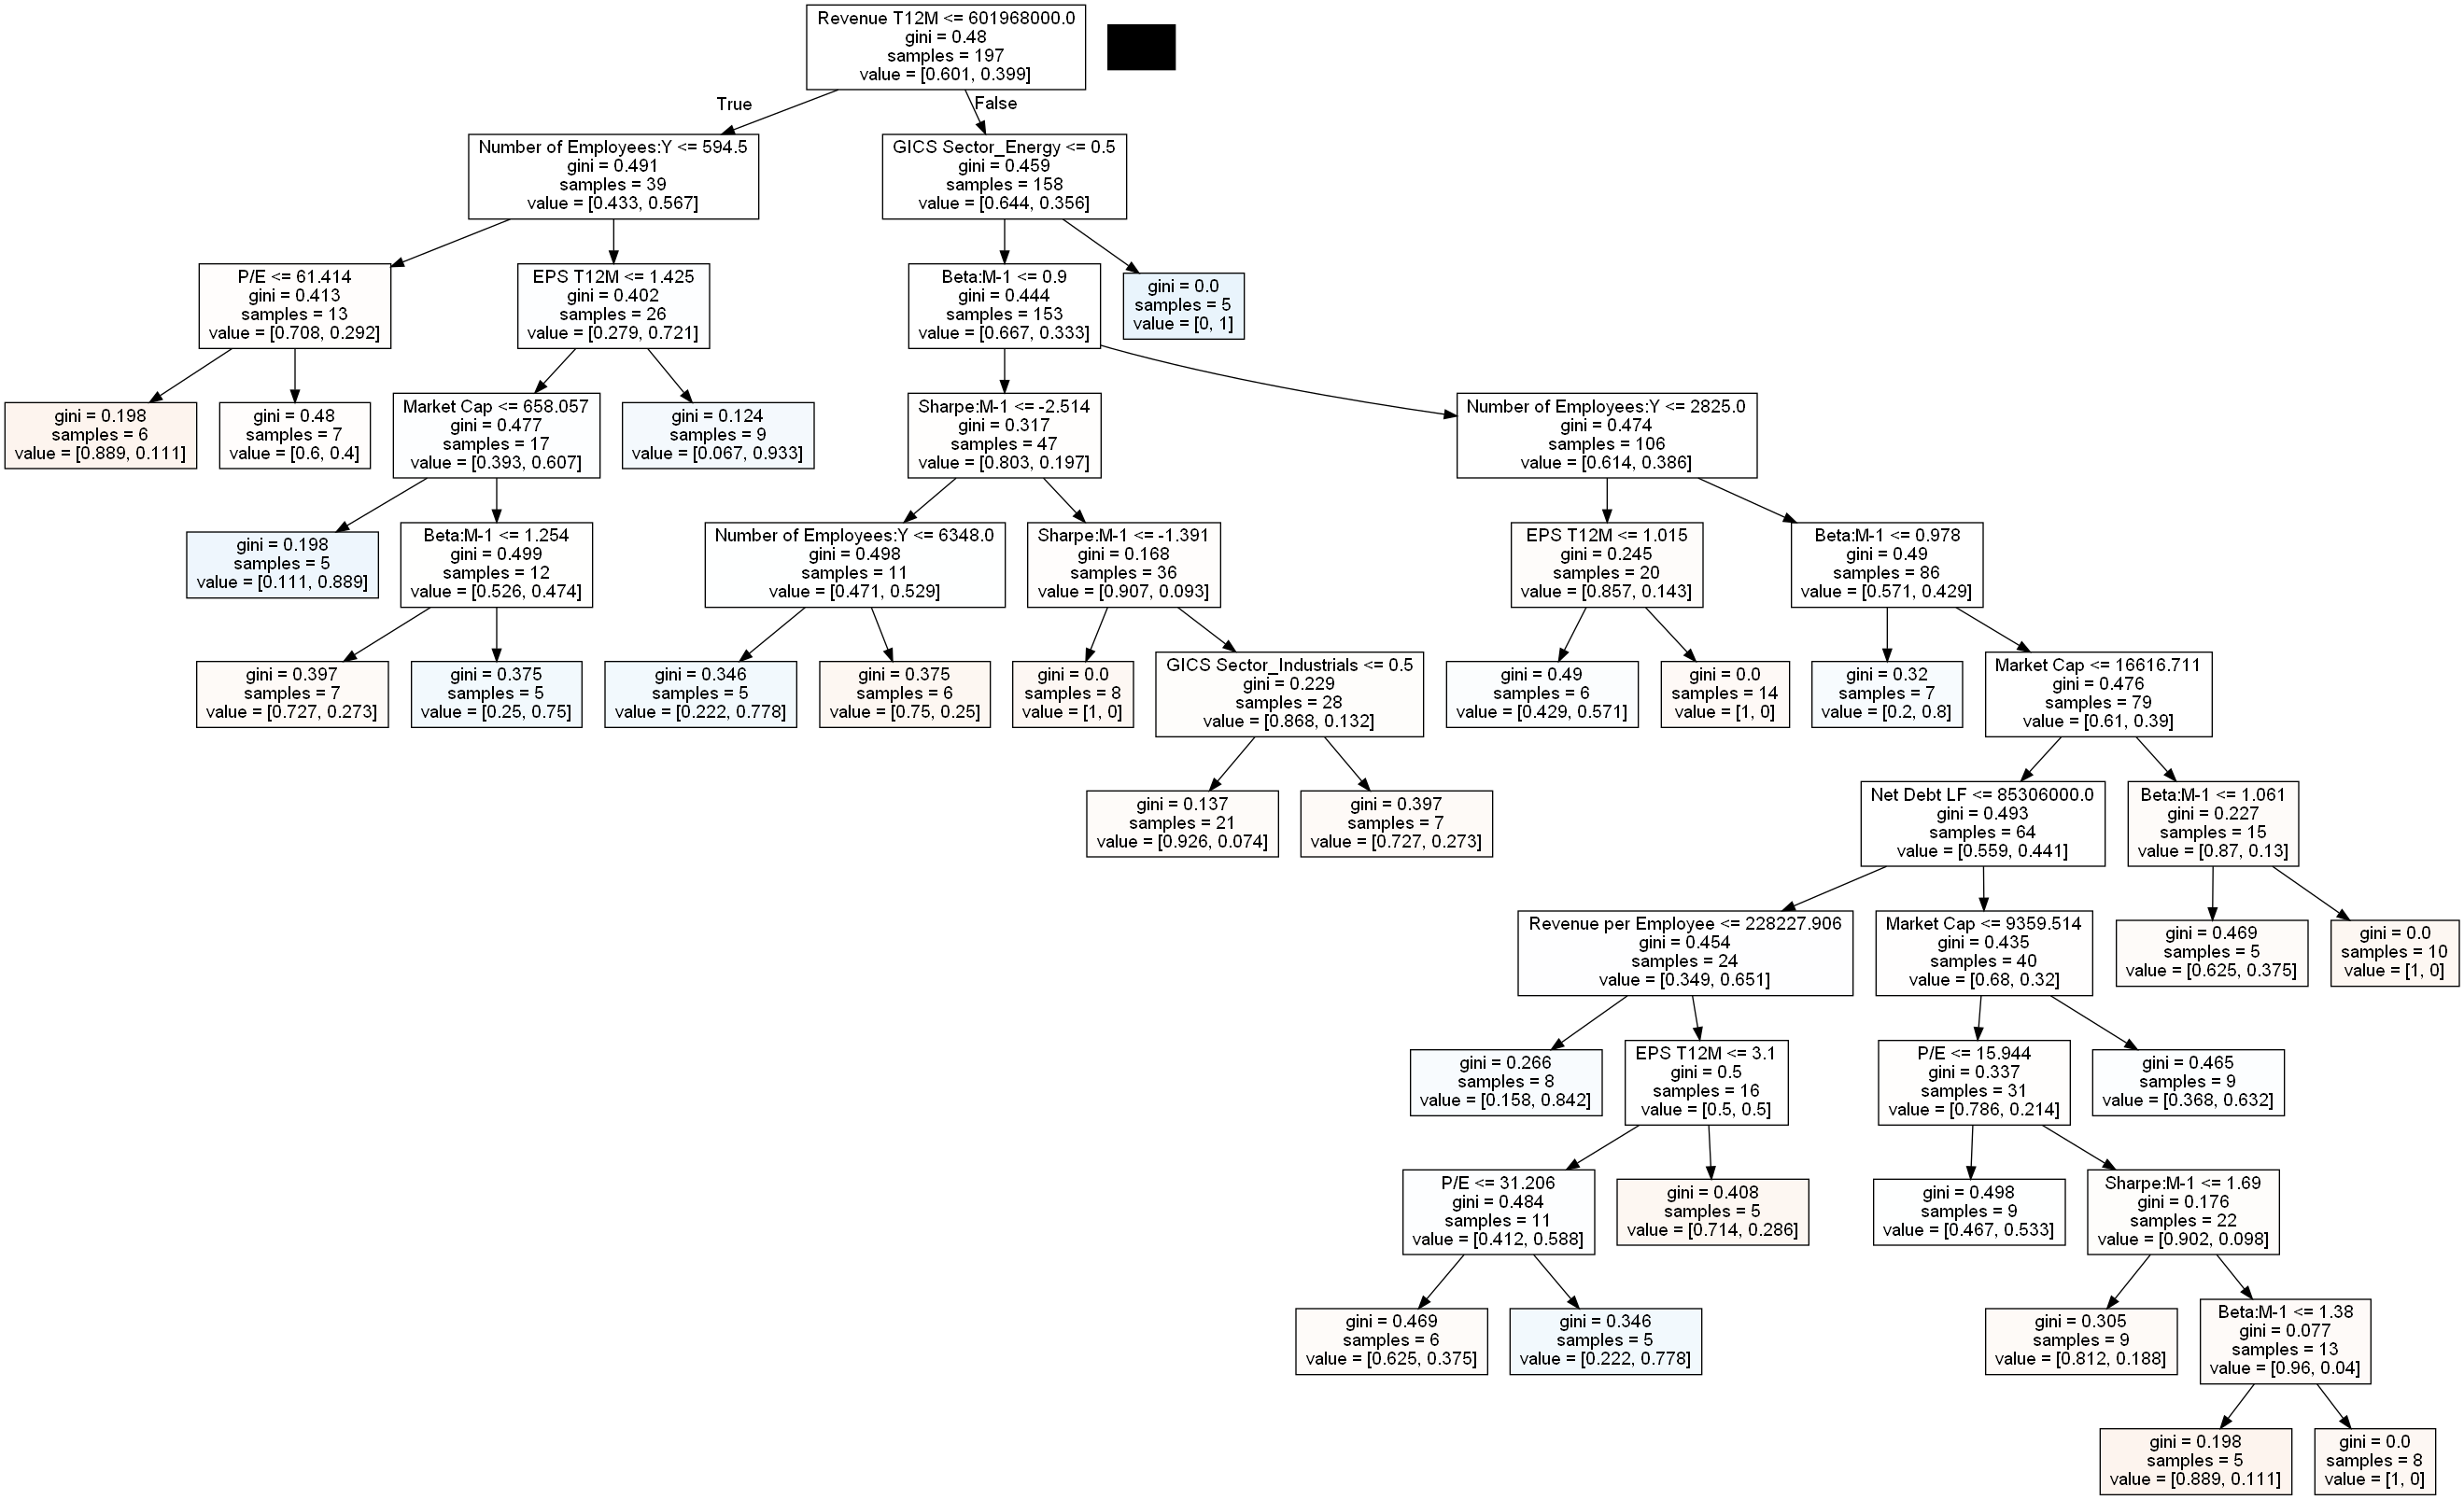 Revenue T12M <= 601968000.0
gini = 0.48
samples = 197
value = [0.601, 0.399]
True
False
Number of Employees:Y <= 594.5
gini = 0.491
samples = 39
value = [0.433, 0.567]
GICS Sector_Energy <= 0.5
gini = 0.459
samples = 158
value = [0.644, 0.356]
P/E <= 61.414
gini = 0.413
samples = 13
value = [0.708, 0.292]
EPS T12M <= 1.425
gini = 0.402
samples = 26
value = [0.279, 0.721]
Beta:M-1 <= 0.9
gini = 0.444
samples = 153
value = [0.667, 0.333]
gini = 0.0
samples = 5
value = [0, 1]
gini = 0.198
samples = 6
value = [0.889, 0.111]
gini = 0.48
samples = 7
value = [0.6, 0.4]
Market Cap <= 658.057
gini = 0.477
samples = 17
value = [0.393, 0.607]
gini = 0.124
samples = 9
value = [0.067, 0.933]
Sharpe:M-1 <= -2.514
gini = 0.317
samples = 47
value = [0.803, 0.197]
Number of Employees:Y <= 2825.0
gini = 0.474
samples = 106
value = [0.614, 0.386]
gini = 0.198
samples = 5
value = [0.111, 0.889]
Beta:M-1 <= 1.254
gini = 0.499
samples = 12
value = [0.526, 0.474]
Number of Employees:Y <= 6348.0
gini = 0.498
samples = 11
value = [0.471, 0.529]
Sharpe:M-1 <= -1.391
gini = 0.168
samples = 36
value = [0.907, 0.093]
EPS T12M <= 1.015
gini = 0.245
samples = 20
value = [0.857, 0.143]
Beta:M-1 <= 0.978
gini = 0.49
samples = 86
value = [0.571, 0.429]
gini = 0.397
samples = 7
value = [0.727, 0.273]
gini = 0.375
samples = 5
value = [0.25, 0.75]
gini = 0.346
samples = 5
value = [0.222, 0.778]
gini = 0.375
samples = 6
value = [0.75, 0.25]
gini = 0.0
samples = 8
value = [1, 0]
GICS Sector_Industrials <= 0.5
gini = 0.229
samples = 28
value = [0.868, 0.132]
gini = 0.49
samples = 6
value = [0.429, 0.571]
gini = 0.0
samples = 14
value = [1, 0]
gini = 0.32
samples = 7
value = [0.2, 0.8]
Market Cap <= 16616.711
gini = 0.476
samples = 79
value = [0.61, 0.39]
gini = 0.137
samples = 21
value = [0.926, 0.074]
gini = 0.397
samples = 7
value = [0.727, 0.273]
Net Debt LF <= 85306000.0
gini = 0.493
samples = 64
value = [0.559, 0.441]
Beta:M-1 <= 1.061
gini = 0.227
samples = 15
value = [0.87, 0.13]
Revenue per Employee <= 228227.906
gini = 0.454
samples = 24
value = [0.349, 0.651]
Market Cap <= 9359.514
gini = 0.435
samples = 40
value = [0.68, 0.32]
gini = 0.469
samples = 5
value = [0.625, 0.375]
gini = 0.0
samples = 10
value = [1, 0]
gini = 0.266
samples = 8
value = [0.158, 0.842]
EPS T12M <= 3.1
gini = 0.5
samples = 16
value = [0.5, 0.5]
P/E <= 15.944
gini = 0.337
samples = 31
value = [0.786, 0.214]
gini = 0.465
samples = 9
value = [0.368, 0.632]
P/E <= 31.206
gini = 0.484
samples = 11
value = [0.412, 0.588]
gini = 0.408
samples = 5
value = [0.714, 0.286]
gini = 0.498
samples = 9
value = [0.467, 0.533]
Sharpe:M-1 <= 1.69
gini = 0.176
samples = 22
value = [0.902, 0.098]
gini = 0.469
samples = 6
value = [0.625, 0.375]
gini = 0.346
samples = 5
value = [0.222, 0.778]
gini = 0.305
samples = 9
value = [0.812, 0.188]
Beta:M-1 <= 1.38
gini = 0.077
samples = 13
value = [0.96, 0.04]
gini = 0.198
samples = 5
value = [0.889, 0.111]
gini = 0.0
samples = 8
value = [1, 0]